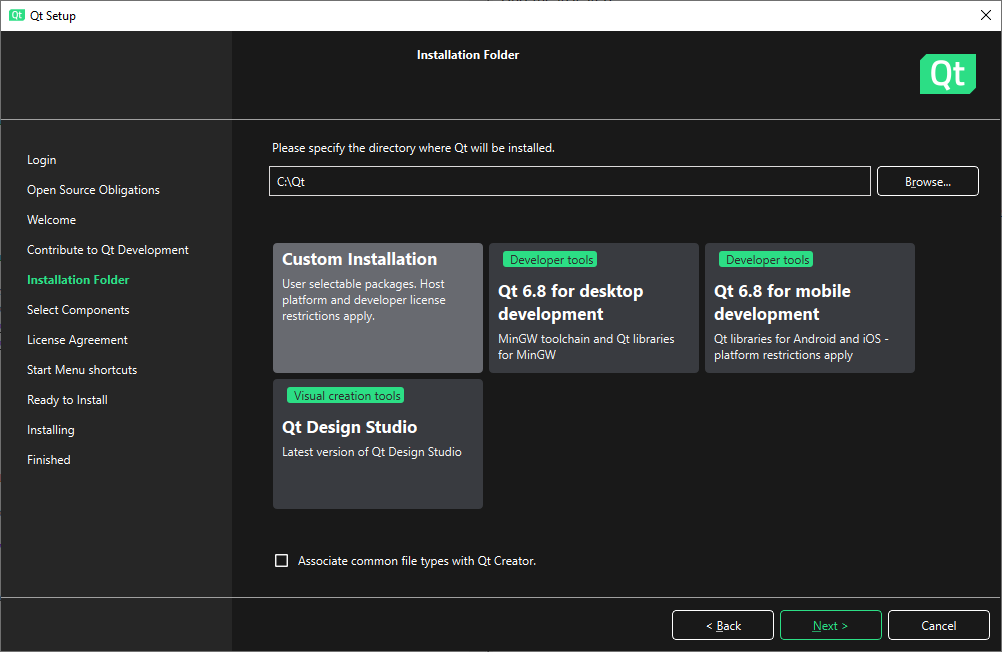 Qt Qt Setup
Installation Folder
Qt
Login
Open Source Obligations
Welcome
Contribute to Qt Development
Installation Folder
Select Components
License Agreement
Start Menu shortcuts
Ready to Install
Installing
Finished
Please specify the directory where Qt will be installed.
C:\Qt
Browse...
Custom Installation
User selectable packages. Host
platform and developer license
restrictions apply.
Developer tools
Qt 6.8 for desktop
development
MinGW toolchain and Qt libraries
for MinGW
Developer tools
Qt 6.8 for mobile
development
Qt libraries for Android and iOS -
platform restrictions apply
Visual creation tools
Qt Design Studio
Latest version of Qt Design Studio
Associate common file types with Qt Creator.
< Back
Next >
Cancel